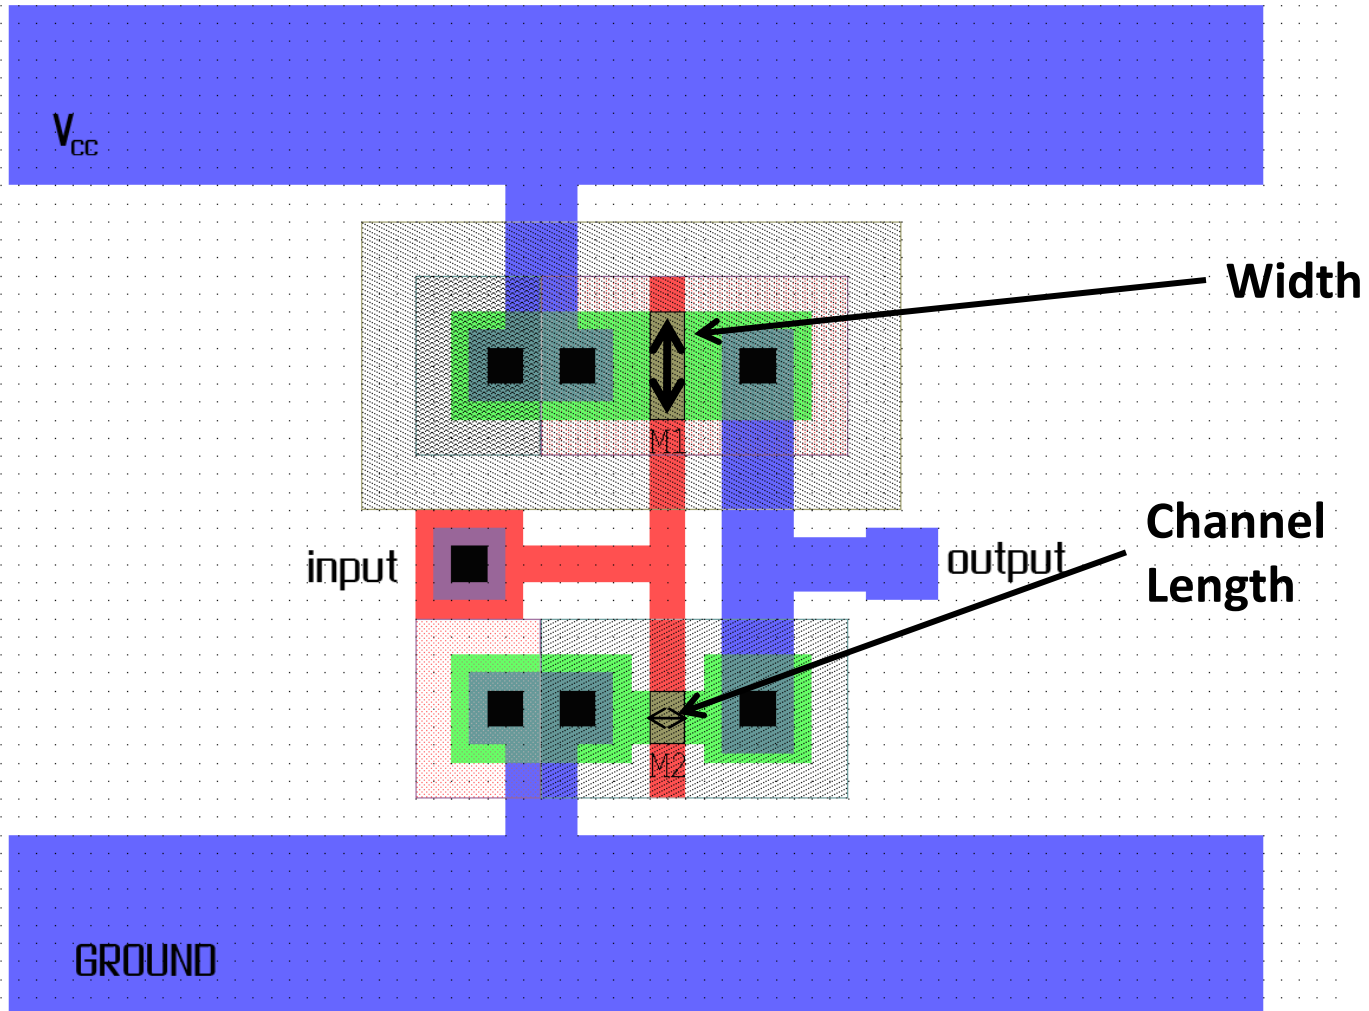 Vcc
Width
M1
Channel
Length
input
output
M2
GROUND